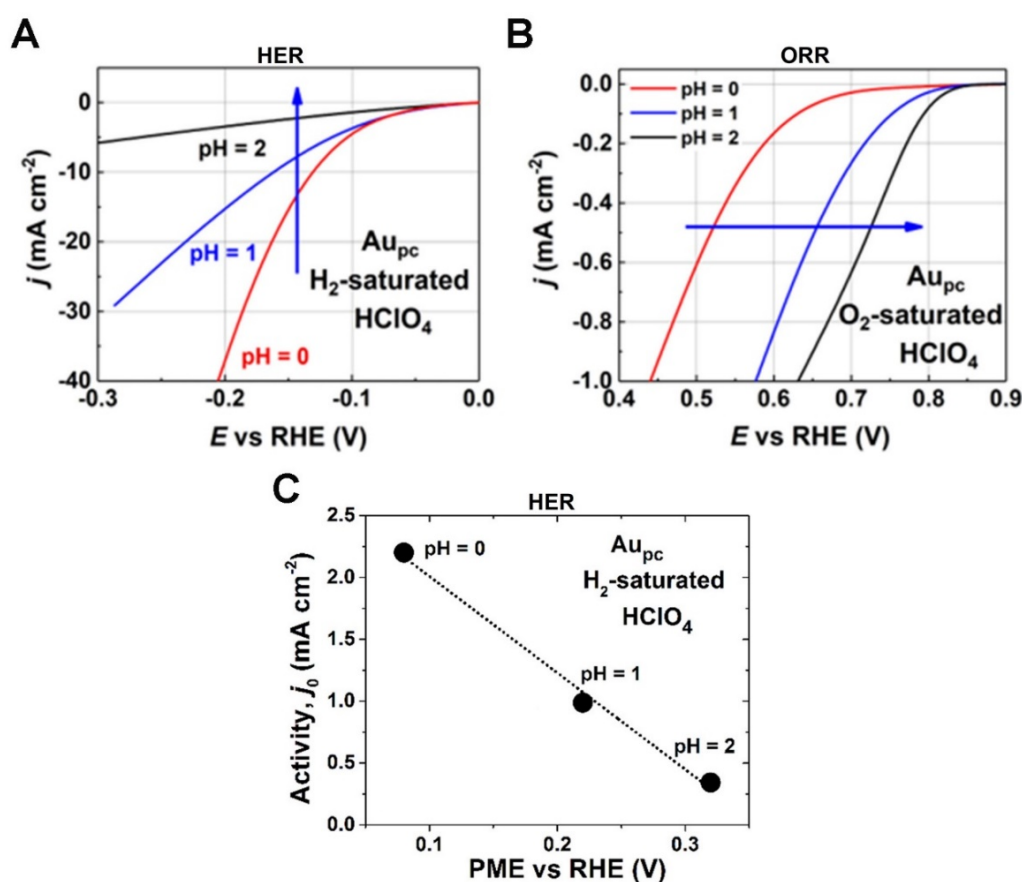 A
HER
0
-10
-20
-30
-40
-0.3
-0.2
-0.1
0.0
j (mA cm⁻²)
E vs RHE (V)
pH = 2
pH = 1
pH = 0
Au_pc
H₂-saturated
HClO₄
B
ORR
0.0
-0.2
-0.4
-0.6
-0.8
-1.0
0.4
0.5
0.6
0.7
0.8
0.9
j (mA cm⁻²)
E vs RHE (V)
pH = 0
pH = 1
pH = 2
Au_pc
O₂-saturated
HClO₄
C
HER
2.5
2.0
1.5
1.0
0.5
0.0
0.1
0.2
0.3
Activity, j₀ (mA cm⁻²)
PME vs RHE (V)
pH = 0
pH = 1
pH = 2
Au_pc
H₂-saturated
HClO₄